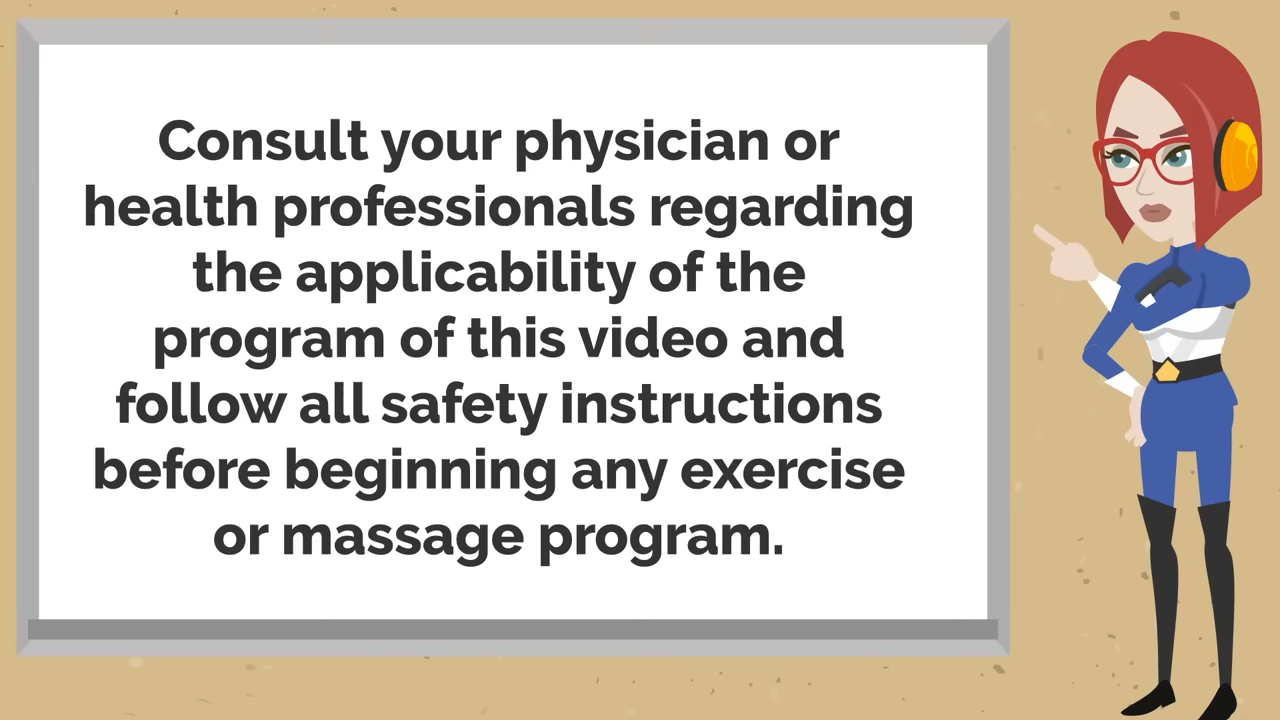 Consult your physician or
health professionals regarding
the applicability of the
program of this video and
follow all safety instructions
before beginning any exercise
or massage program.